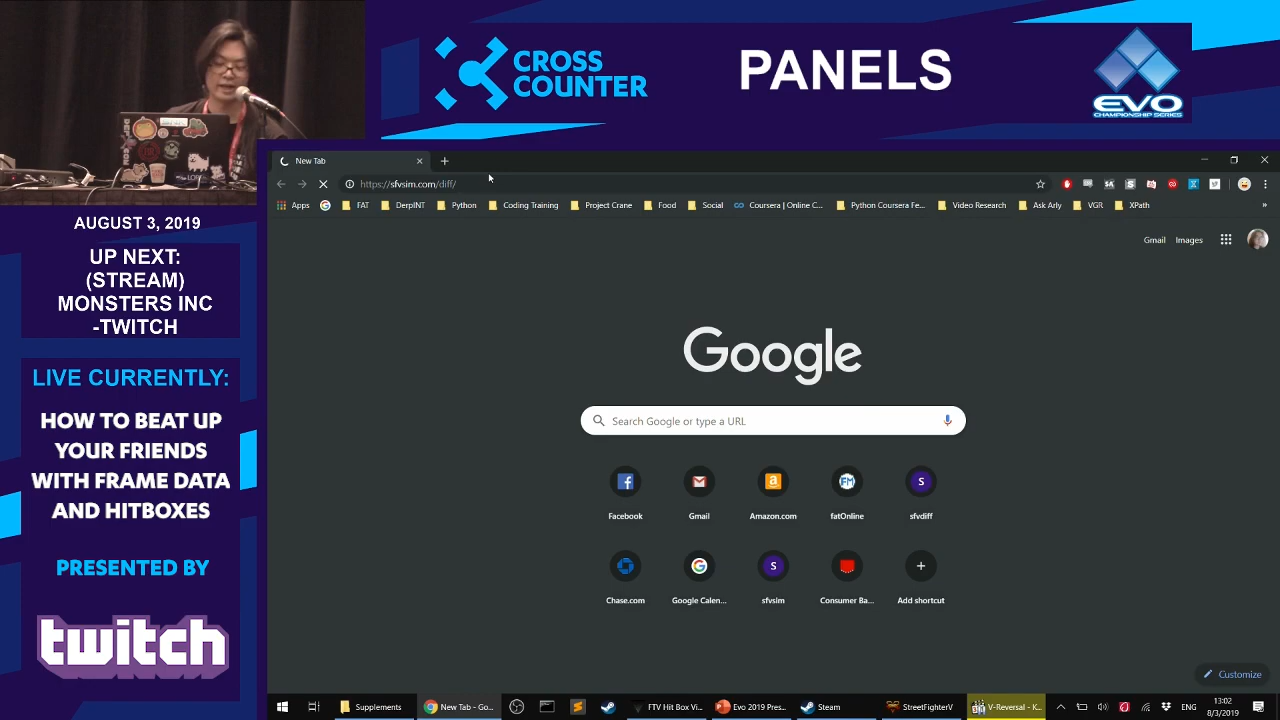 CROSS
COUNTER
PANELS
EVO
CHAMPIONSHIP SERIES
AUGUST 3, 2019
UP NEXT:
(STREAM)
MONSTERS INC
-TWITCH
LIVE CURRENTLY:
HOW TO BEAT UP
YOUR FRIENDS
WITH FRAME DATA
AND HITBOXES
PRESENTED BY
twitch
New Tab
https://sfvsim.com/diff/
Apps FAT DerpINT Python Coding Training Project Crane Food Social Coursera | Online C... Python Coursera Fe... Video Research Ask Arly VGR XPath »
Gmail Images
Google
Search Google or type a URL
FM S
Facebook Gmail Amazon.com fatOnline sfvdiff
S
Chase.com Google Calen... sfvsim Consumer Ba... Add shortcut
Customize
Supplements New Tab - Go... FTV Hit Box Vi... Evo 2019 Pres... Steam StreetFighterV V-Reversal - K... ENG 13:02
8/3/2019